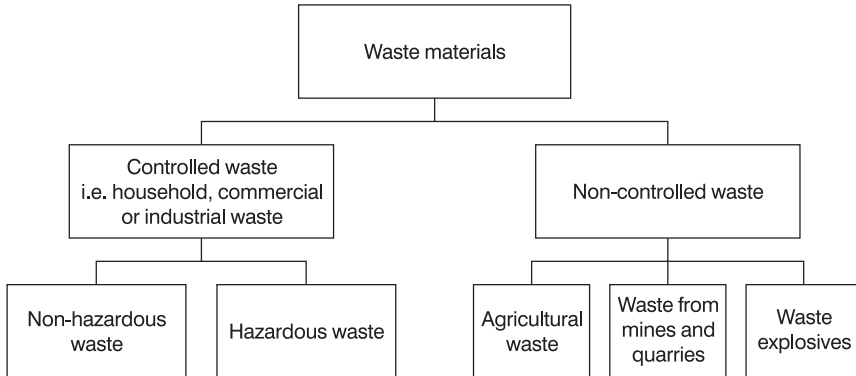 Waste materials
Controlled waste
i.e. household, commercial
or industrial waste
Non-controlled waste
Non-hazardous
waste
Hazardous waste
Agricultural
waste
Waste from
mines and
quarries
Waste
explosives